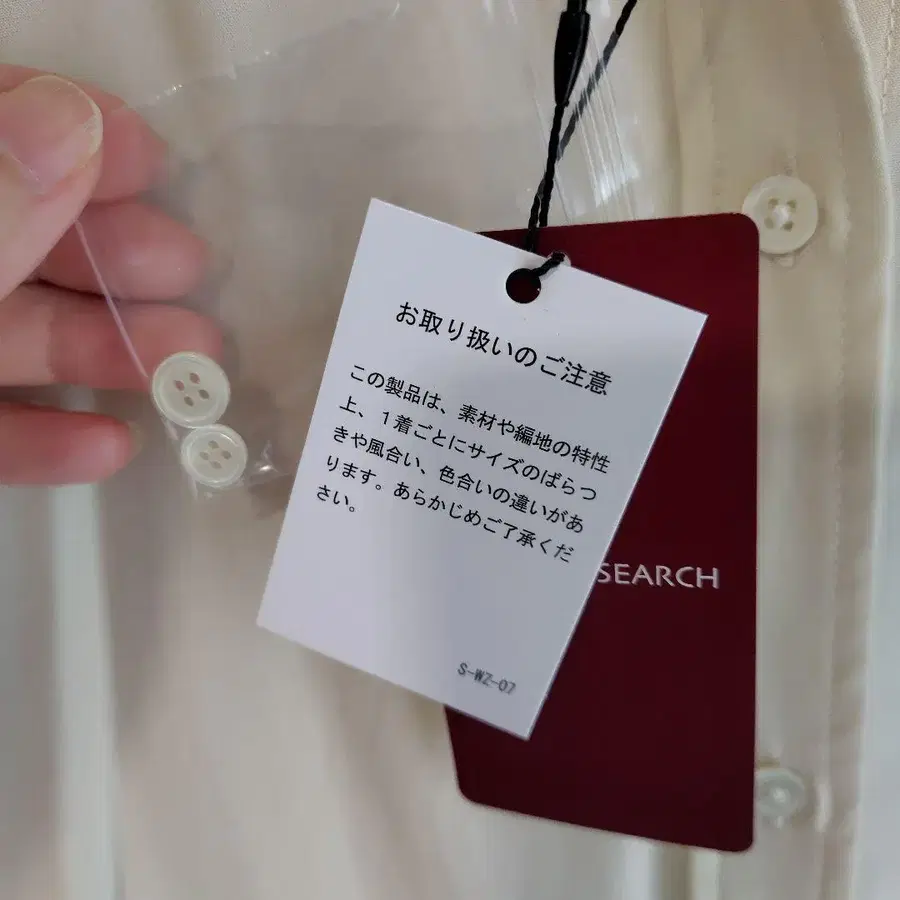 お取り扱いのご注意
この製品は、素材や編地の特性
上、１着ごとにサイズのばらつ
きや風合い、色合いの違いがあ
ります。あらかじめご了承くだ
さい。
S-WZ-07
SEARCH